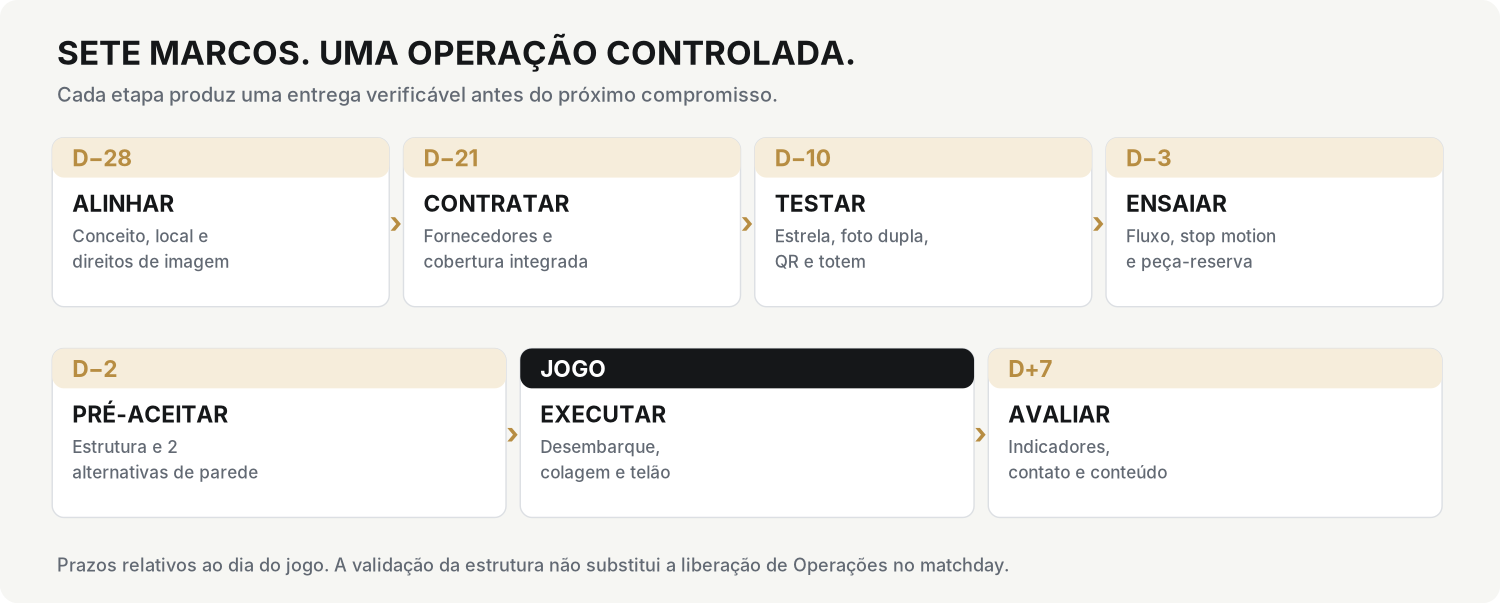 SETE MARCOS. UMA OPERAÇÃO CONTROLADA.
Cada etapa produz uma entrega verificável antes do próximo compromisso.
D−28
ALINHAR
Conceito, local e
direitos de imagem
›
D−21
CONTRATAR
Fornecedores e
cobertura integrada
›
D−10
TESTAR
Estrela, foto dupla,
QR e totem
›
D−3
ENSAIAR
Fluxo, stop motion
e peça-reserva
D−2
PRÉ-ACEITAR
Estrutura e 2
alternativas de parede
›
JOGO
EXECUTAR
Desembarque,
colagem e telão
›
D+7
AVALIAR
Indicadores,
contato e conteúdo
Prazos relativos ao dia do jogo. A validação da estrutura não substitui a liberação de Operações no matchday.